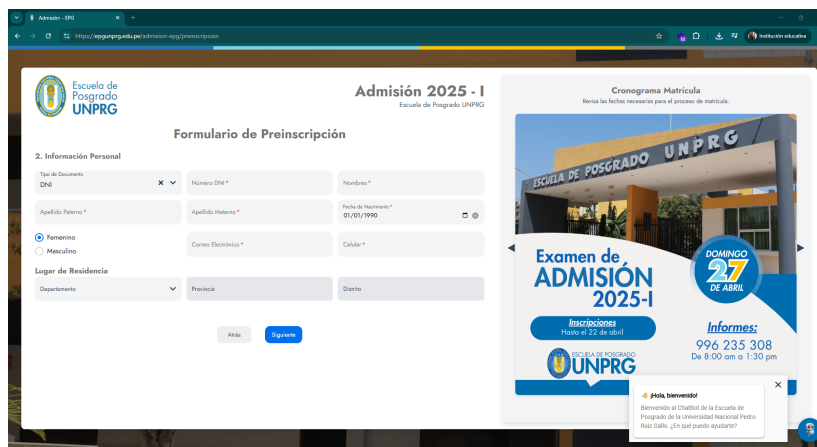 Admisión - EPG
https://epgunprg.edu.pe/admision-epg/preinscripcion
12
Institución educativa
Escuela de
Posgrado
UNPRG
Admisión 2025 - I
Escuela de Posgrado UNPRG
Formulario de Preinscripción
2. Información Personal
Tipo de Documento
DNI
Número DNI *
Nombres *
Apellido Paterno *
Apellido Materno *
Fecha de Nacimiento *
01/01/1990
Femenino
Masculino
Correo Electrónico *
Celular *
Lugar de Residencia
Departamento
Provincia
Distrito
Atrás
Siguiente
Cronograma Matrícula
Revisa las fechas necesarias para el proceso de matrícula.
ESCUELA DE POSGRADO UNPRG
Examen de
ADMISIÓN
2025-I
DOMINGO
27
DE ABRIL
Inscripciones
Hasta el 22 de abril
Informes:
996 235 308
De 8:00 am a 1:30 pm
ESCUELA DE POSGRADO
UNPRG
¡Hola, bienvenido!
Bienvenido al ChatBot de la Escuela de
Posgrado de la Universidad Nacional Pedro
Ruiz Gallo. ¿En qué puedo ayudarte?